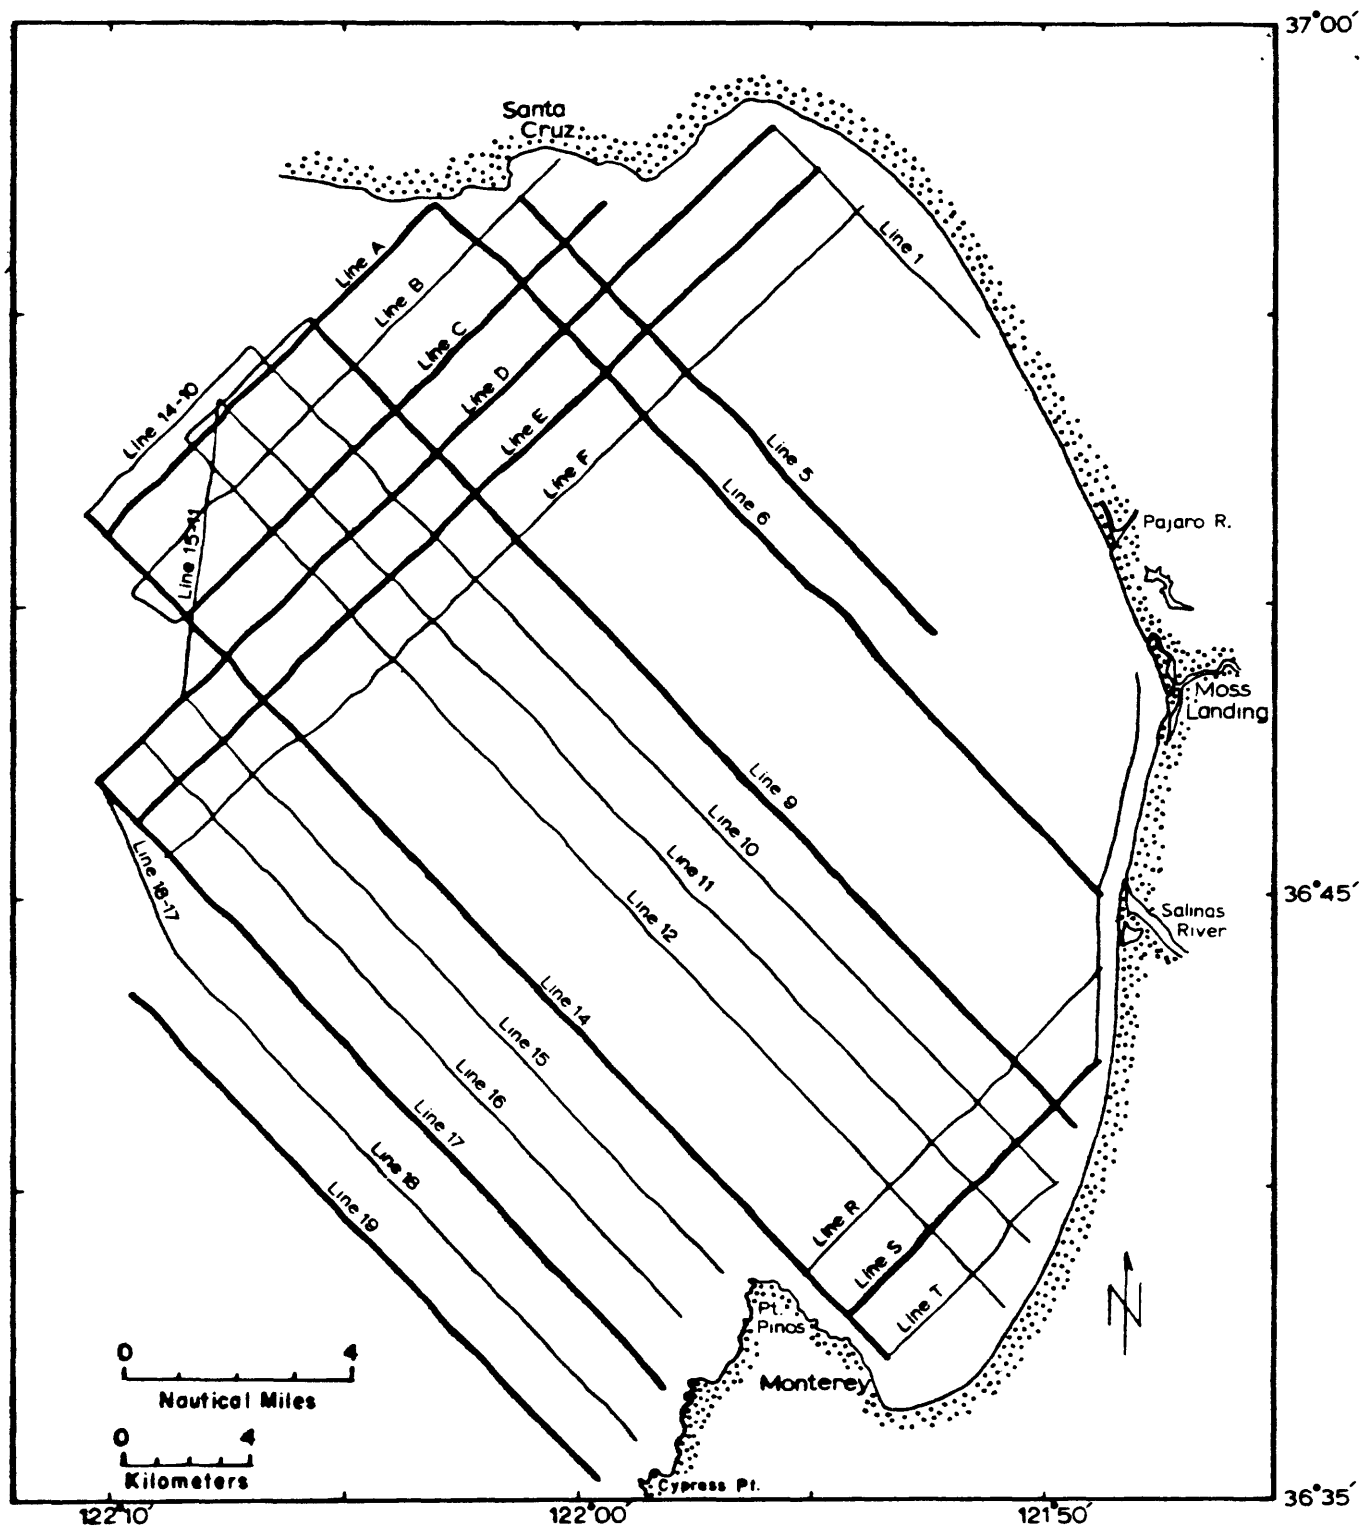 37°00′
Santa
Cruz
Line A
Line B
Line 1
Line C
Line D
Line 14-10
Line E
Line F
Line 5
Line 6
Pajaro R.
Line 15-11
Moss
Landing
Line 9
Line 10
Line 11
Line 18-17
36°45′
Line 12
Salinas
River
Line 14
Line 15
Line 16
Line 17
Line 18
Line 19
Line R
Line S
Line T
N
Pt.
Pinos
Monterey
0 4
Nautical Miles
0 4
Kilometers
Cypress Pt.
36°35′
122°10′ 122°00′ 121°50′